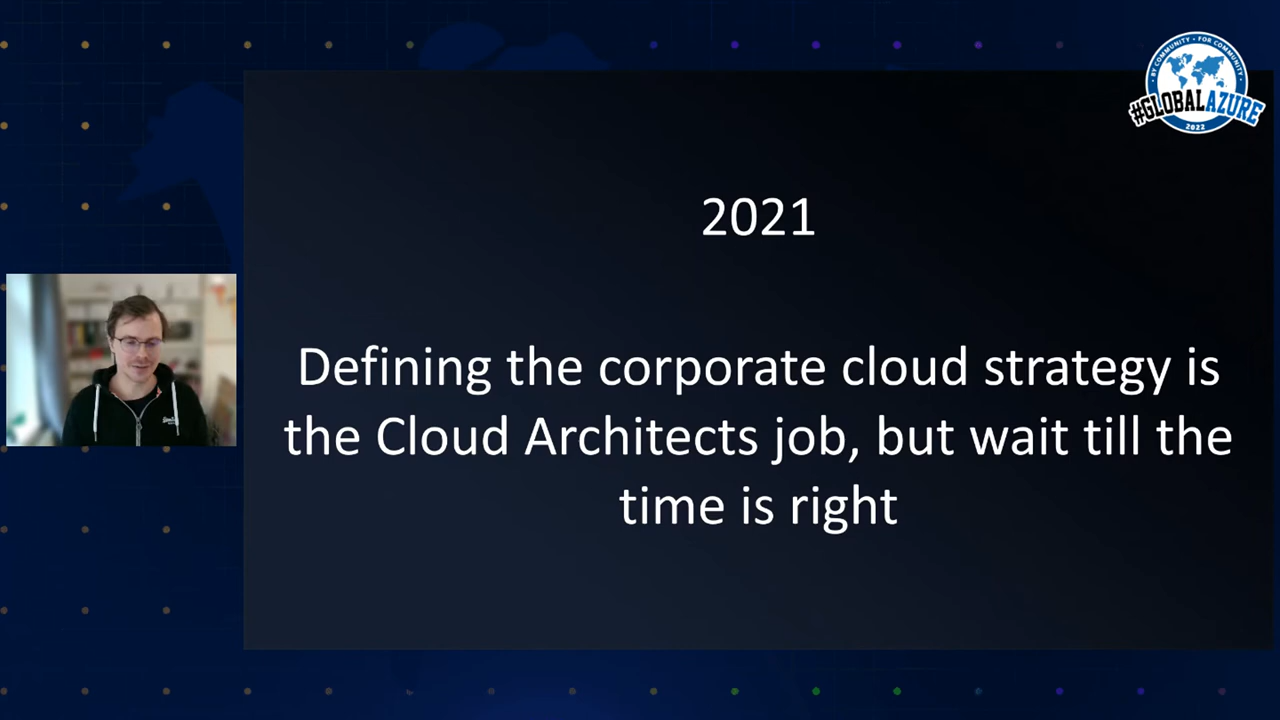 BY COMMUNITY • FOR COMMUNITY
#GLOBALAZURE
2022
2021
Defining the corporate cloud strategy is
the Cloud Architects job, but wait till the
time is right